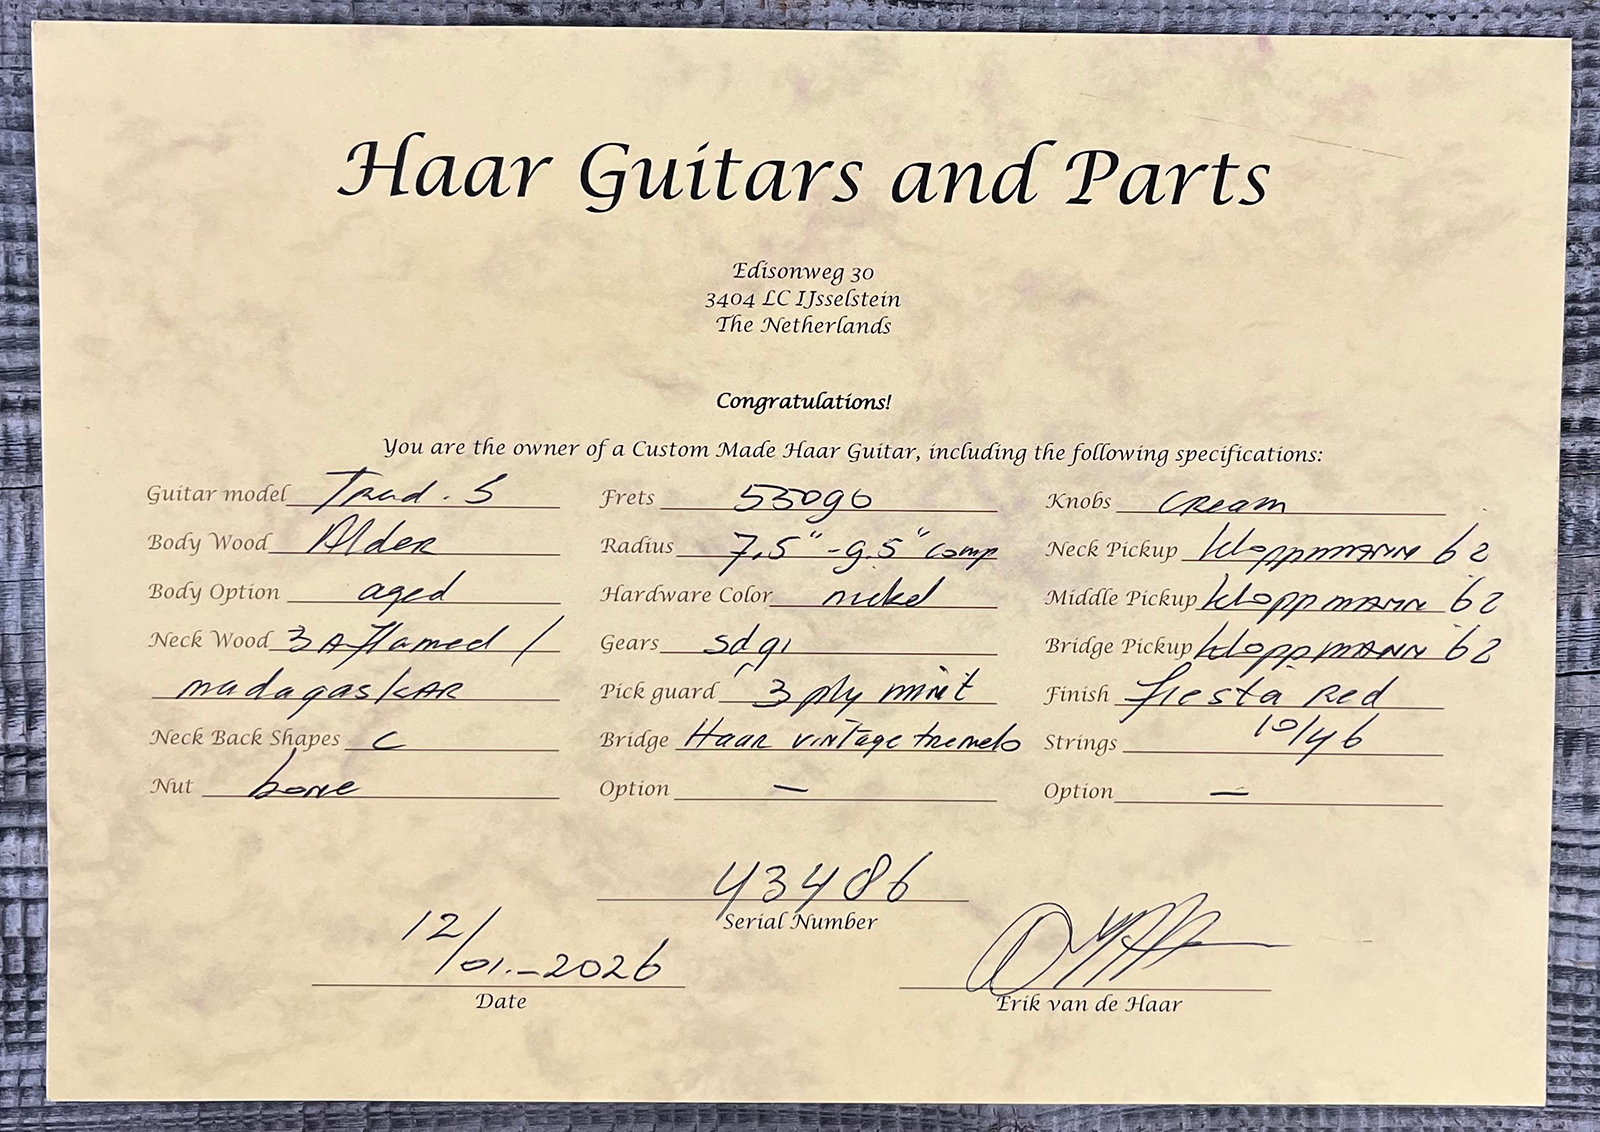 Haar Guitars and Parts
Edisonweg 30
3404 LC IJsselstein
The Netherlands
Congratulations!
You are the owner of a Custom Made Haar Guitar, including the following specifications:
Guitar model Trad. S
Body Wood Alder
Body Option aged
Neck Wood 3A flamed /
madagaskar
Neck Back Shapes C
Nut bone
Frets 55090
Radius 7,5" - 9.5" comp
Hardware Color nickel
Gears sd91
Pick guard 3 ply mint
Bridge Haar vintage tremelo
Option —
Knobs cream
Neck Pickup Kloppmann 62
Middle Pickup Kloppmann 62
Bridge Pickup Kloppmann 62
Finish fiesta Red
Strings 10/46
Option —
43486
Serial Number
12/01.-2026
Date
Erik van de Haar